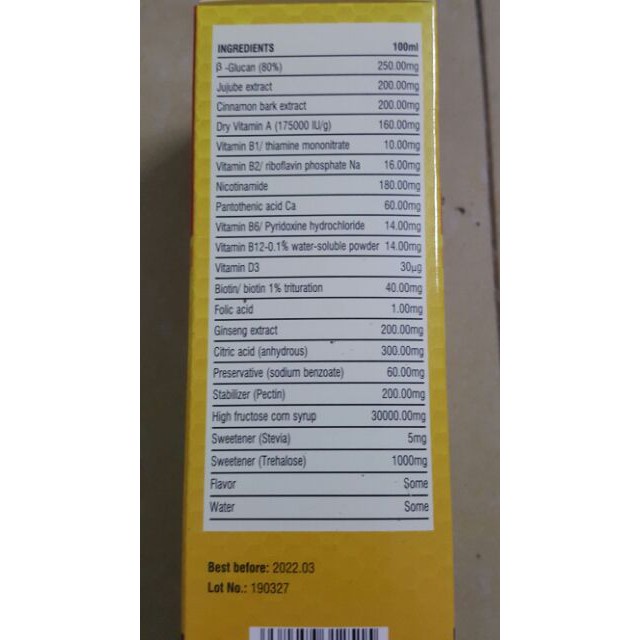 INGREDIENTS 100ml
β -Glucan (80%) 250.00mg
Jujube extract 200.00mg
Cinnamon bark extract 200.00mg
Dry Vitamin A (175000 IU/g) 160.00mg
Vitamin B1/ thiamine mononitrate 10.00mg
Vitamin B2/ riboflavin phosphate Na 16.00mg
Nicotinamide 180.00mg
Pantothenic acid Ca 60.00mg
Vitamin B6/ Pyridoxine hydrochloride 14.00mg
Vitamin B12-0.1% water-soluble powder 14.00mg
Vitamin D3 30μg
Biotin/ biotin 1% trituration 40.00mg
Folic acid 1.00mg
Ginseng extract 200.00mg
Citric acid (anhydrous) 300.00mg
Preservative (sodium benzoate) 60.00mg
Stabilizer (Pectin) 200.00mg
High fructose corn syrup 30000.00mg
Sweetener (Stevia) 5mg
Sweetener (Trehalose) 1000mg
Flavor Some
Water Some
Best before: 2022.03
Lot No.: 190327